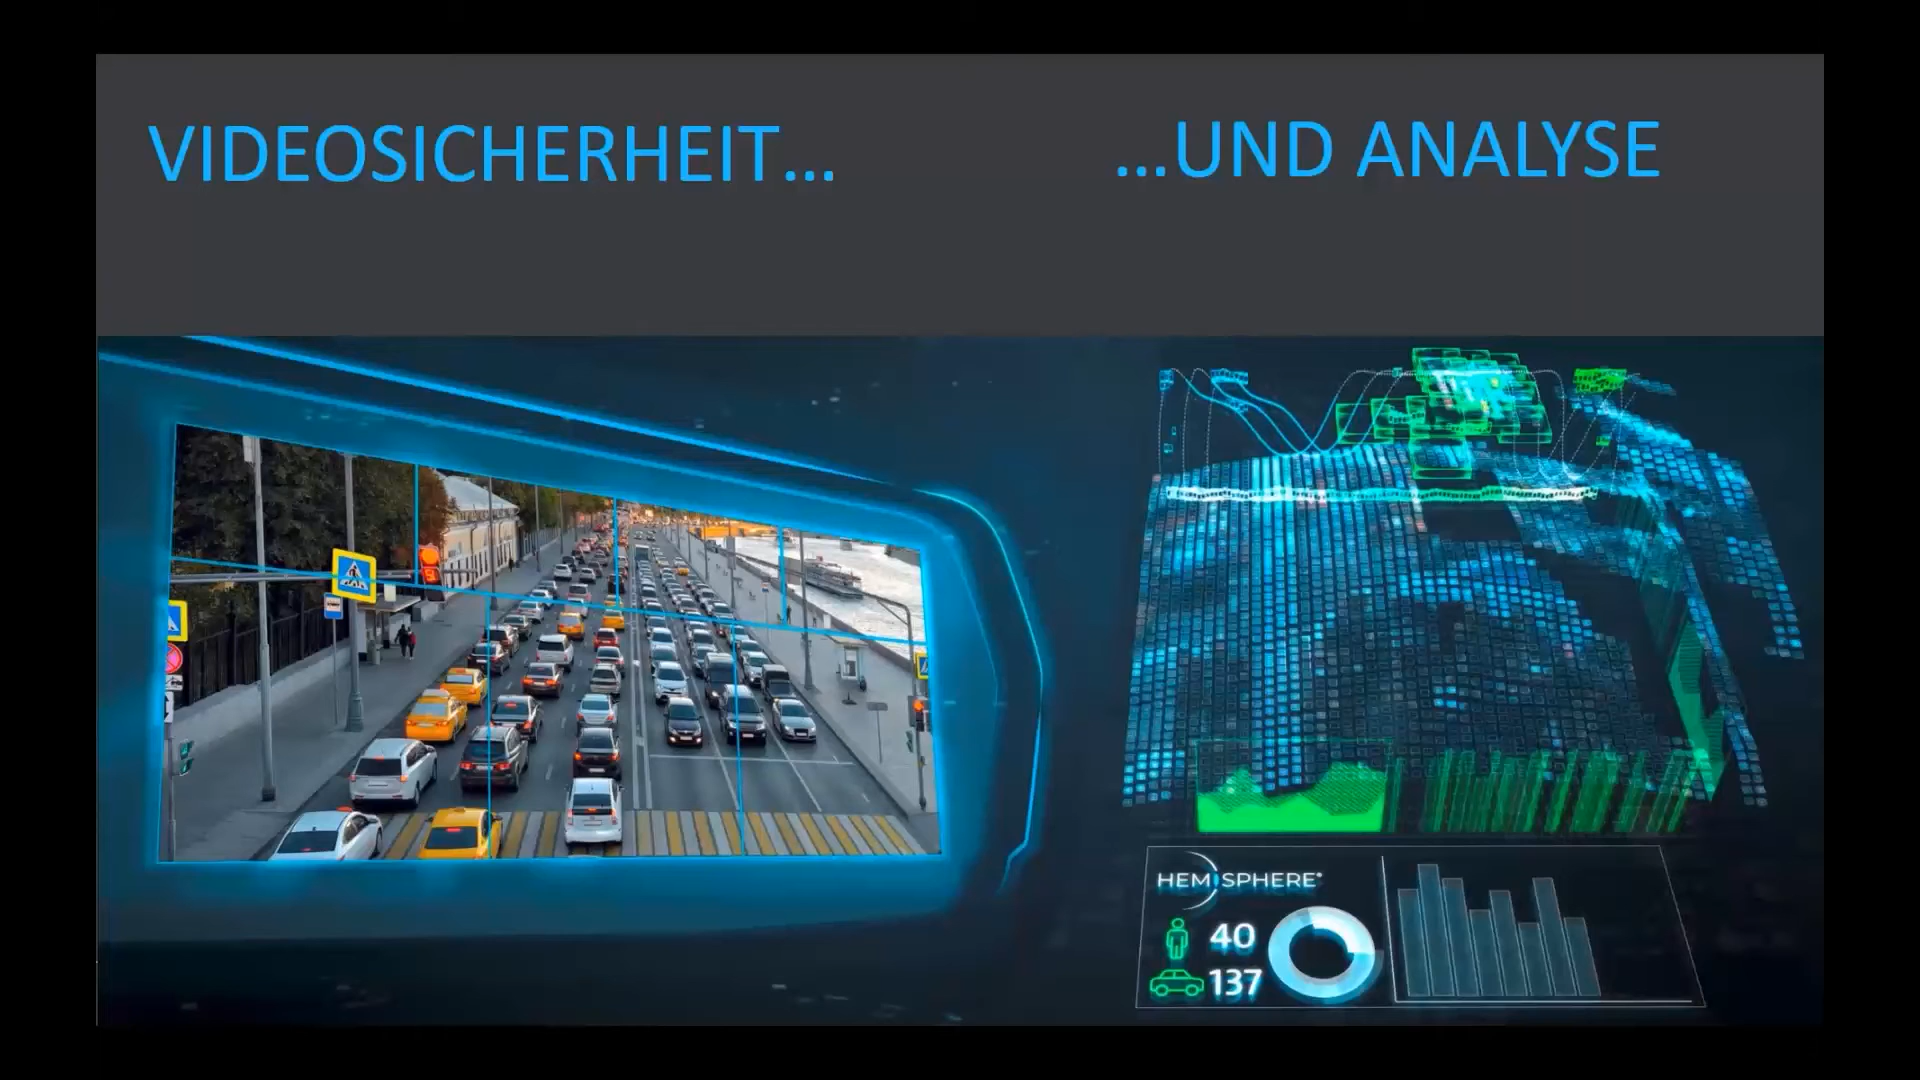 VIDEOSICHERHEIT...
...UND ANALYSE
HEMISPHERE®
40
137